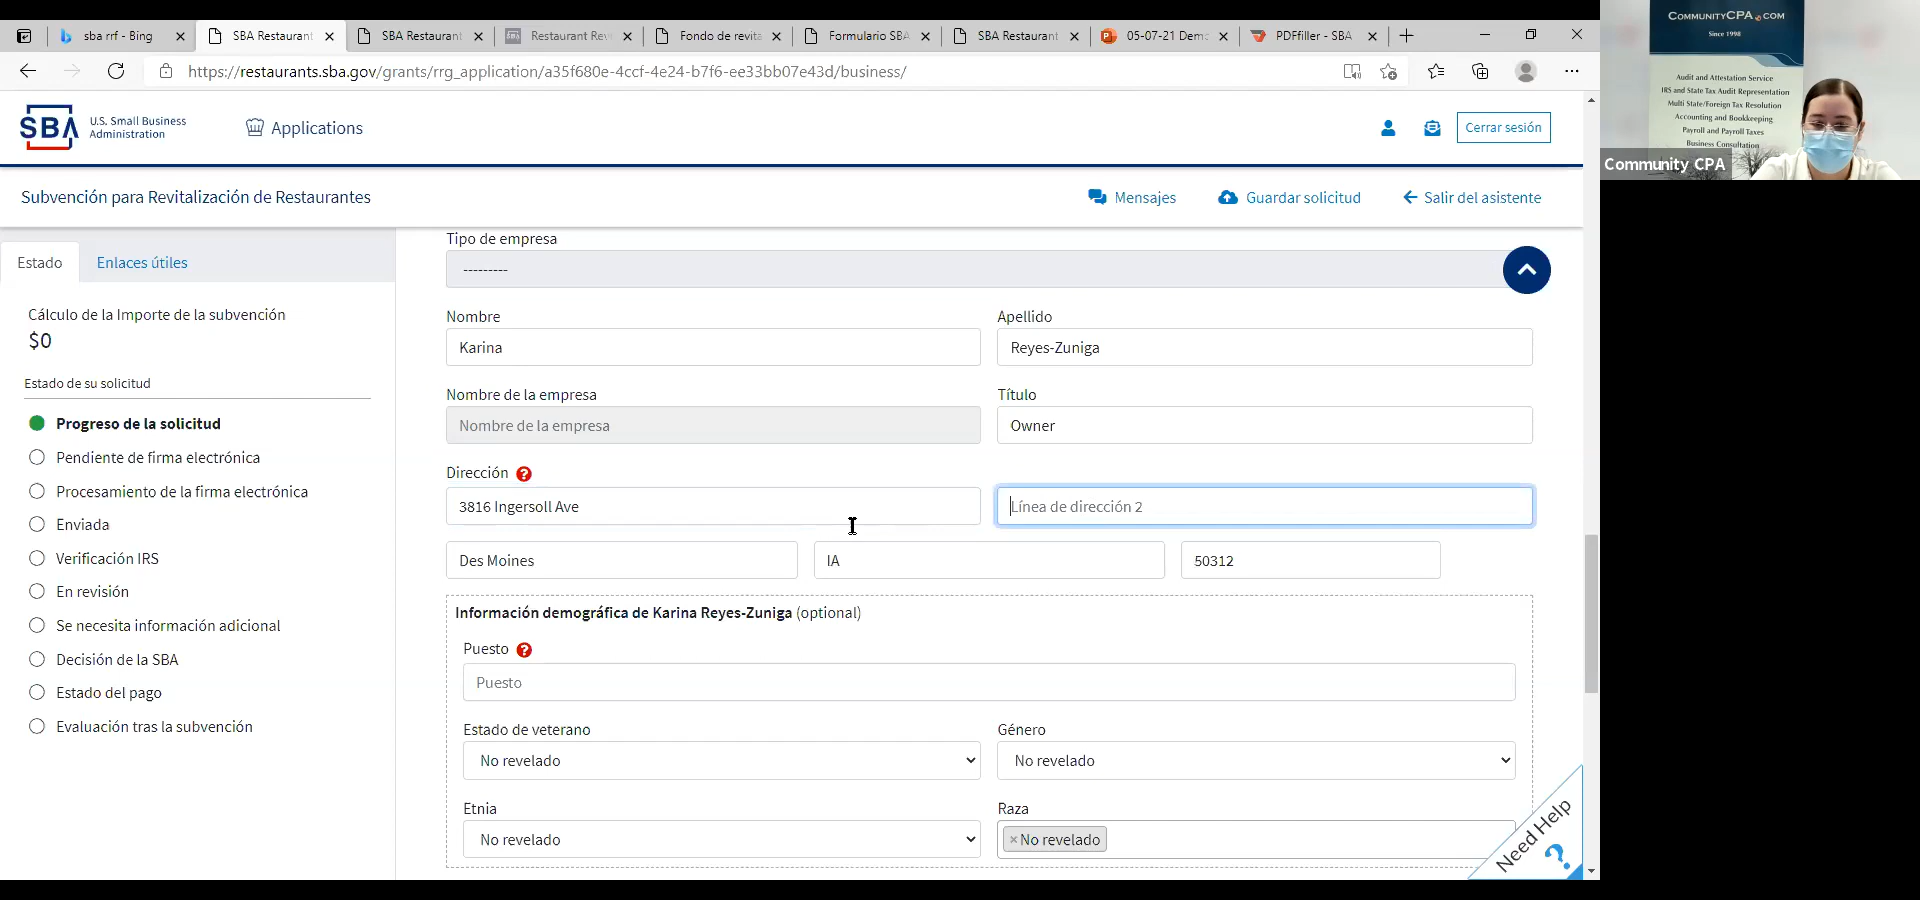 sba rrf - Bing
SBA Restaurant
SBA Restaurant
Restaurant Rev
Fondo de revita
Formulario SBA
SBA Restaurant
05-07-21 Demo
PDFfiller - SBA
https://restaurants.sba.gov/grants/rrg_application/a35f680e-4ccf-4e24-b7f6-ee33bb07e43d/business/
SBA
U.S. Small Business
Administration
Applications
Cerrar sesión
Subvención para Revitalización de Restaurantes
Mensajes
Guardar solicitud
Salir del asistente
Estado
Enlaces útiles
Cálculo de la Importe de la subvención
$0
Estado de su solicitud
Progreso de la solicitud
Pendiente de firma electrónica
Procesamiento de la firma electrónica
Enviada
Verificación IRS
En revisión
Se necesita información adicional
Decisión de la SBA
Estado del pago
Evaluación tras la subvención
Tipo de empresa
---------
Nombre
Apellido
Karina
Reyes-Zuniga
Nombre de la empresa
Título
Nombre de la empresa
Owner
Dirección
3816 Ingersoll Ave
Línea de dirección 2
Des Moines
IA
50312
Información demográfica de Karina Reyes-Zuniga (optional)
Puesto
Puesto
Estado de veterano
Género
No revelado
No revelado
Etnia
Raza
No revelado
×No revelado
Need Help
?
COMMUNITYCPA.COM
Since 1998
Audit and Attestation Service
IRS and State Tax Audit Representation
Multi State/Foreign Tax Resolution
Accounting and Bookkeeping
Payroll and Payroll Taxes
Business Consultation
Community CPA